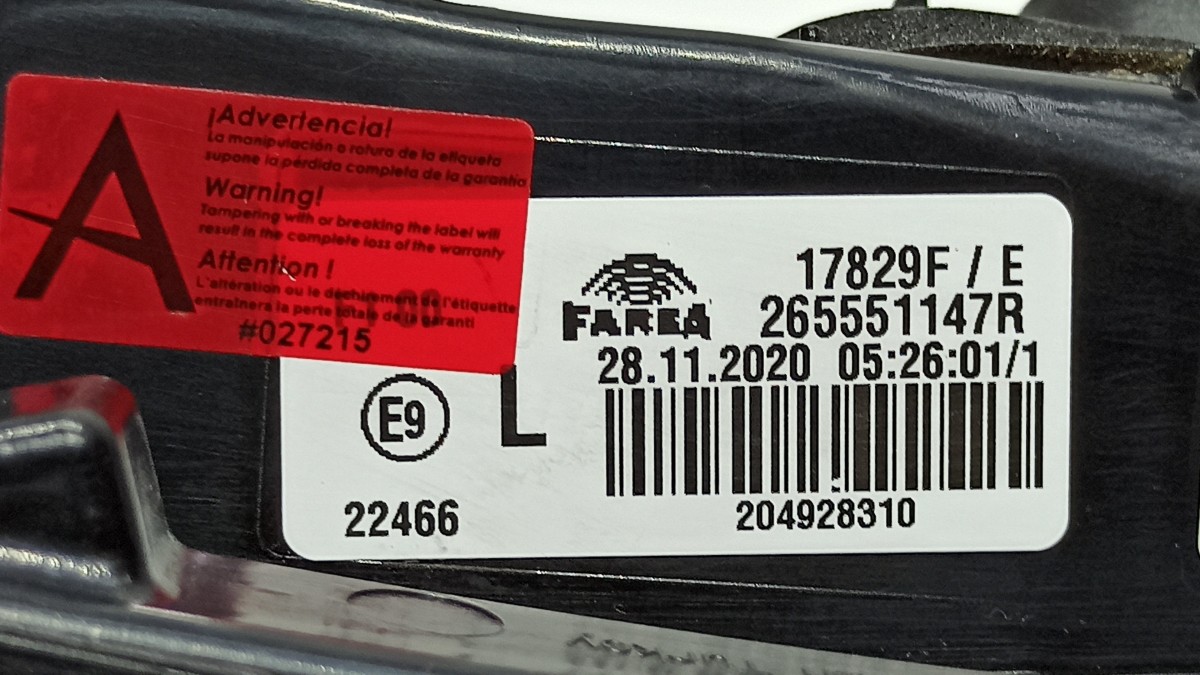 ¡Advertencia!
La manipulación o rotura de la etiqueta
supone la pérdida completa de la garantía
Warning!
Tampering with or breaking the label will
result in the complete loss of the warranty
Attention !
L'altération ou le déchirement de l'étiquette
entraînera la perte totale de la garanti
#027215
FARBA
17829F / E
265551147R
28.11.2020 05:26:01/1
E9
L
22466
204928310